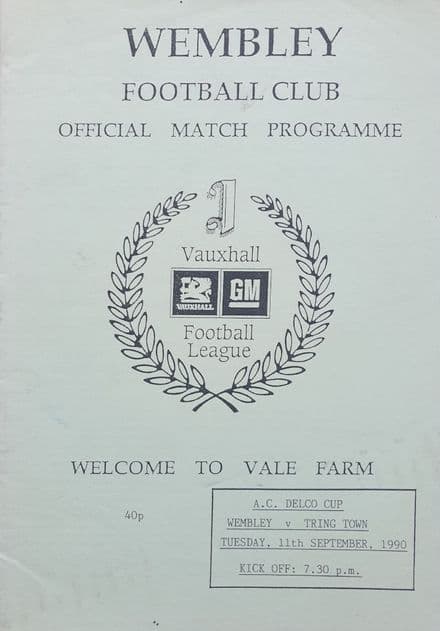 WEMBLEY
FOOTBALL CLUB
OFFICIAL MATCH PROGRAMME
1
Vauxhall
VAUXHALL
GM
Football
League
WELCOME TO VALE FARM
40p
A.C. DELCO CUP
WEMBLEY v TRING TOWN
TUESDAY, 11th SEPTEMBER, 1990
KICK OFF: 7.30 p.m.